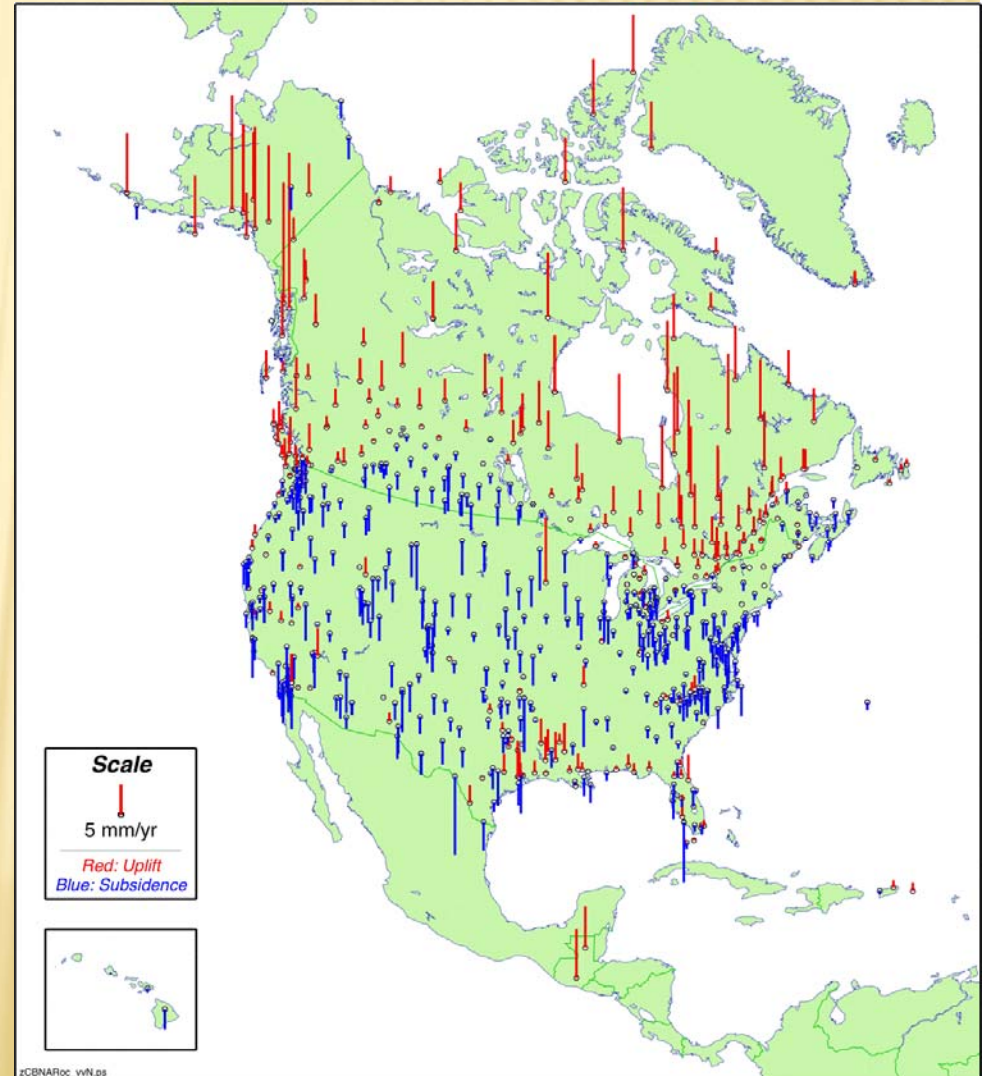 Scale
5 mm/yr
Red: Uplift
Blue: Subsidence
zCBNARoc_vvN.ps